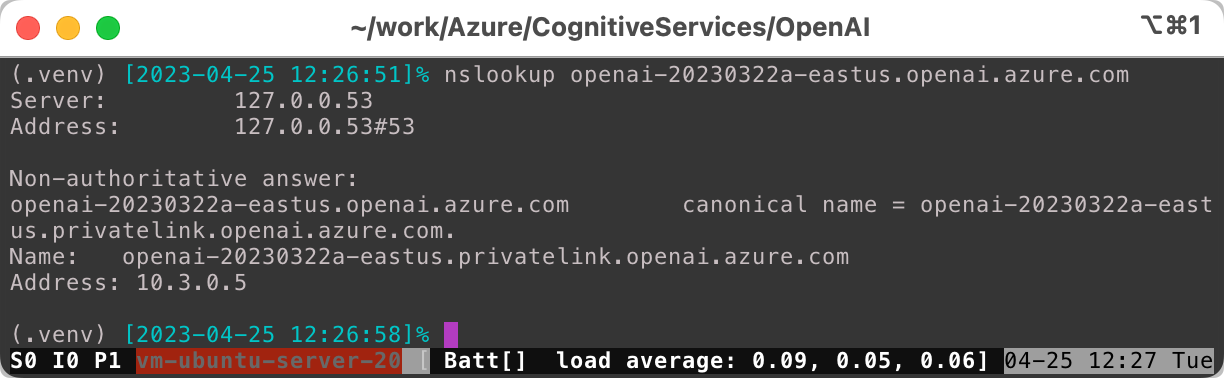 ~/work/Azure/CognitiveServices/OpenAI ⌥⌘1
(.venv) [2023-04-25 12:26:51]% nslookup openai-20230322a-eastus.openai.azure.com
Server:         127.0.0.53
Address:        127.0.0.53#53
Non-authoritative answer:
openai-20230322a-eastus.openai.azure.com        canonical name = openai-20230322a-east
us.privatelink.openai.azure.com.
Name:   openai-20230322a-eastus.privatelink.openai.azure.com
Address: 10.3.0.5
(.venv) [2023-04-25 12:26:58]%
S0 I0 P1 vm-ubuntu-server-20 [ Batt[]  load average: 0.09, 0.05, 0.06] 04-25 12:27 Tue